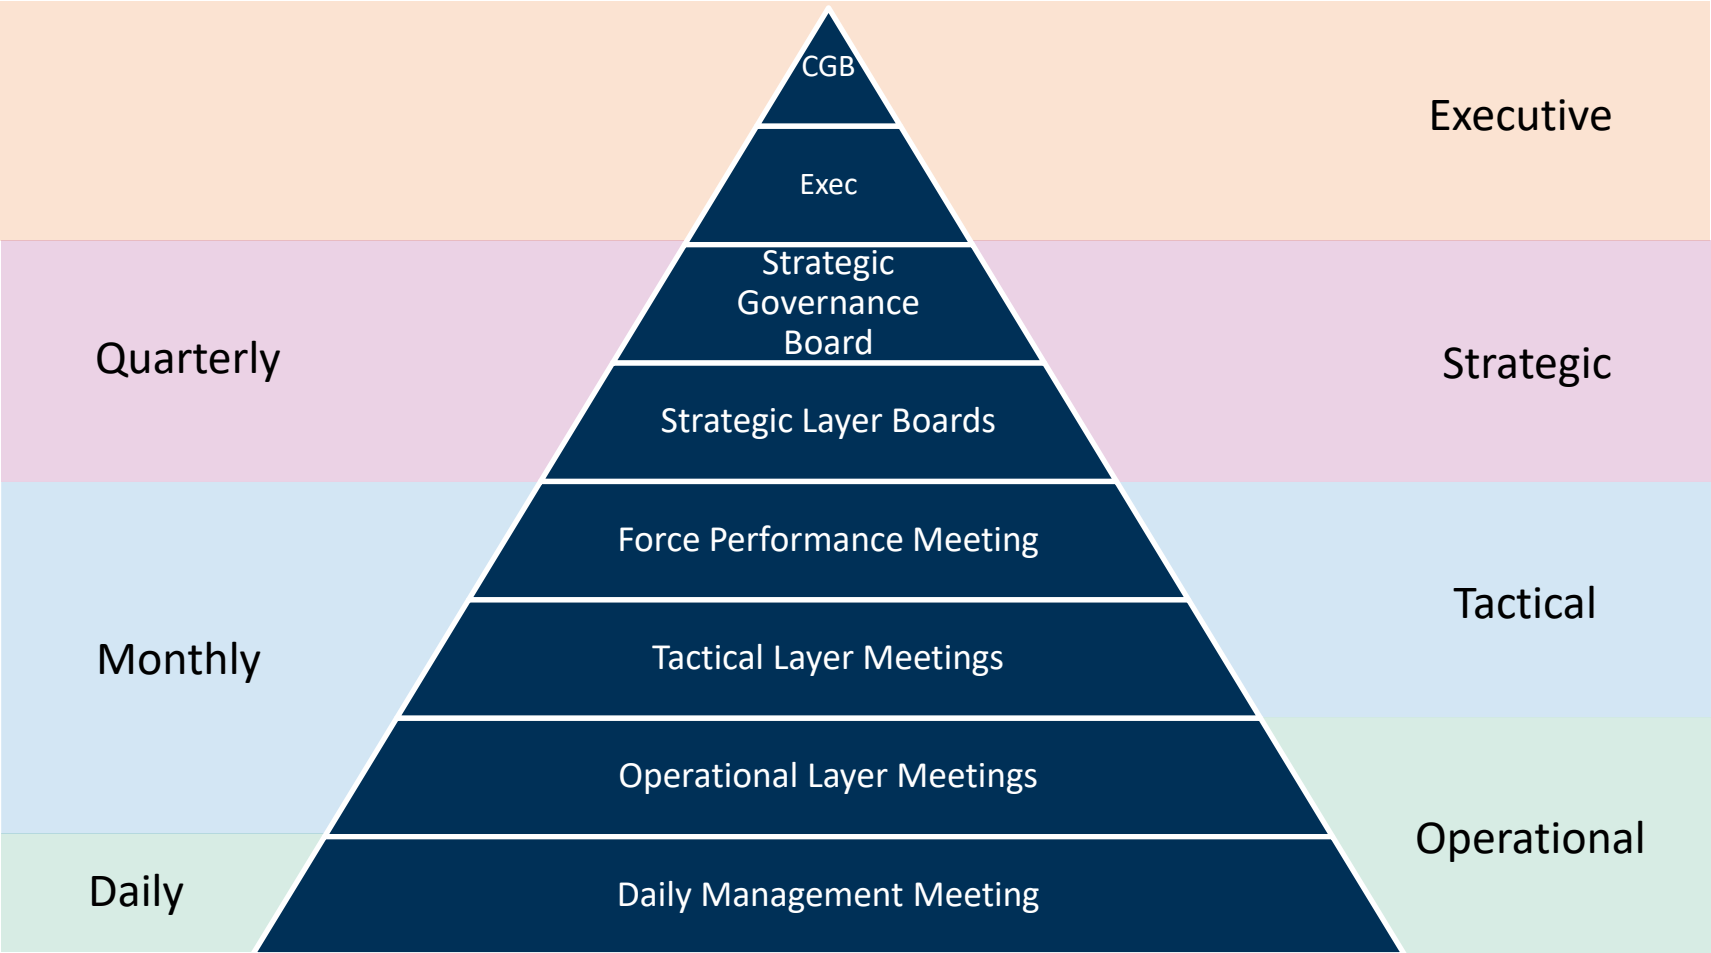 CGB
Executive
Exec
Strategic
Governance
Board
Quarterly
Strategic
Strategic Layer Boards
Force Performance Meeting
Tactical
Monthly
Tactical Layer Meetings
Operational Layer Meetings
Operational
Daily
Daily Management Meeting